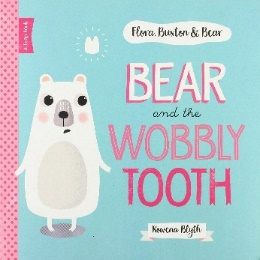 Flora, Buxton & Bear
BEAR
and the
WOBBLY
TOOTH
Rowena Blyth